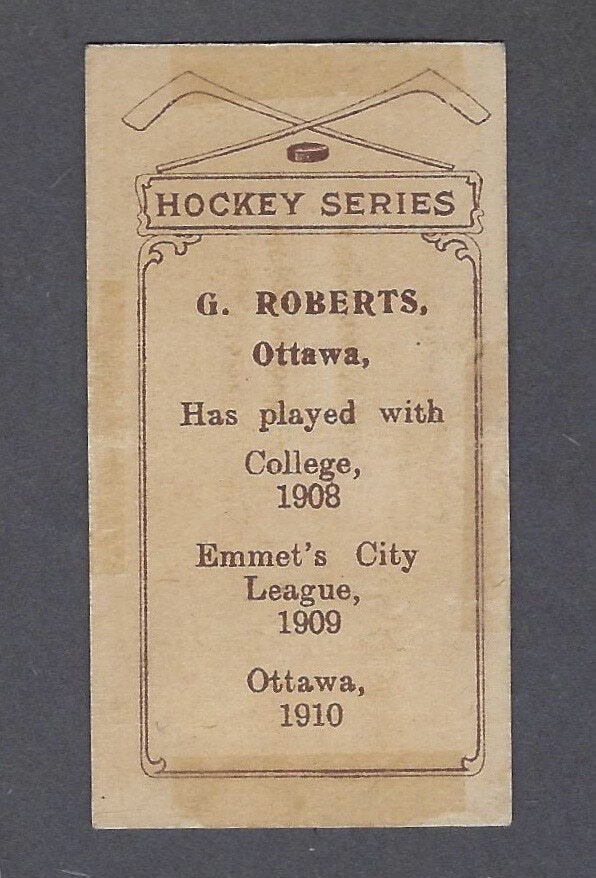 HOCKEY SERIES
G. ROBERTS,
Ottawa,
Has played with
College,
1908
Emmet's City
League,
1909
Ottawa,
1910